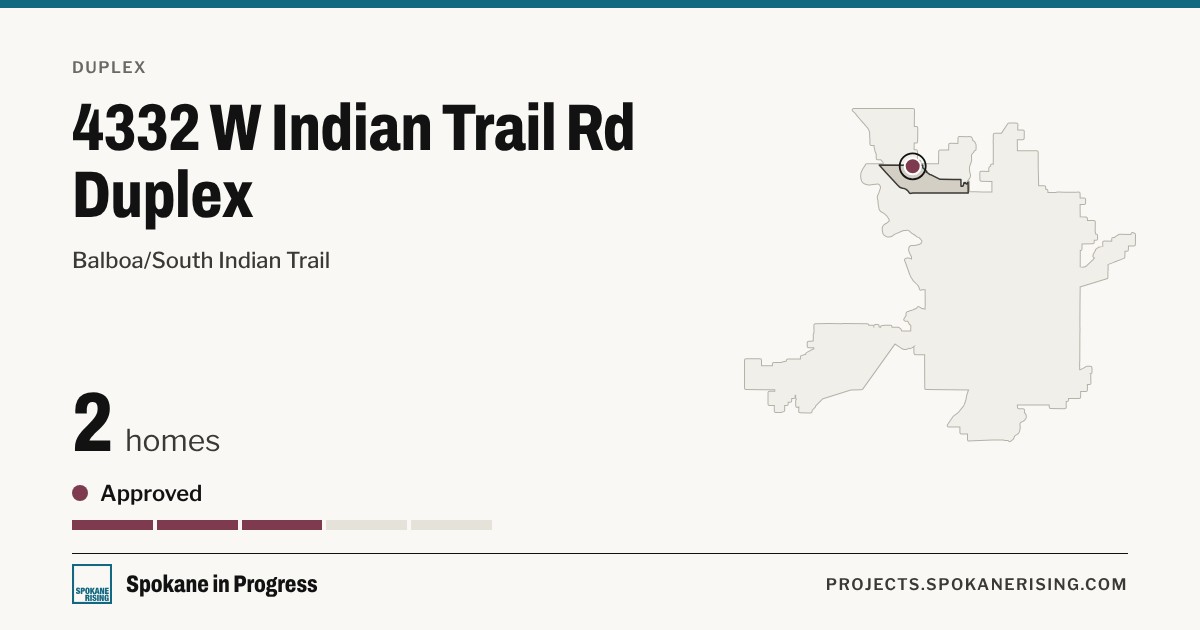 DUPLEX
4332 W Indian Trail Rd
Duplex
Balboa/South Indian Trail
2 homes
Approved
SPOKANE
RISING
Spokane in Progress
PROJECTS.SPOKANERISING.COM